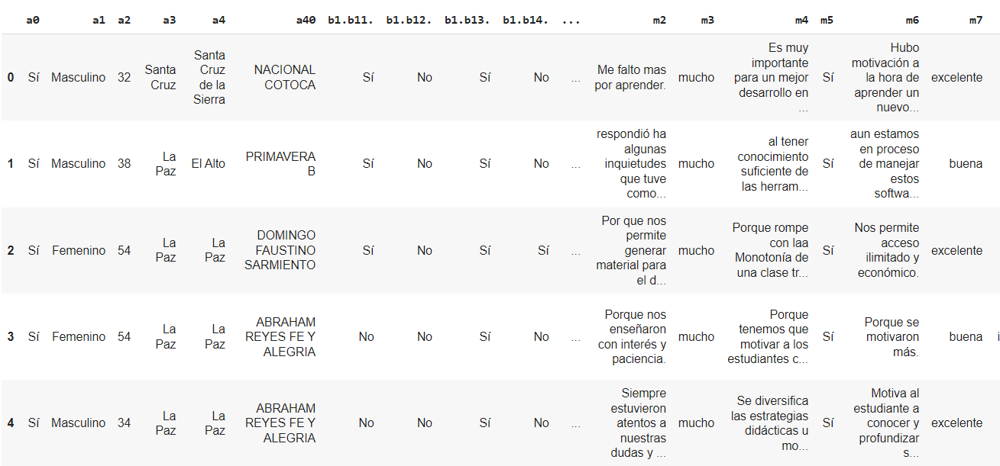 a0 a1 a2 a3 a4 a40 b1.b11. b1.b12. b1.b13. b1.b14. ... m2 m3 m4 m5 m6 m7
0 Sí Masculino 32 Santa Cruz Santa Cruz de la Sierra NACIONAL COTOCA Sí No Sí No ... Me falto mas por aprender. mucho Es muy importante para un mejor desarrollo en ... Sí Hubo motivación a la hora de aprender un nuevo... excelente
1 Sí Masculino 38 La Paz El Alto PRIMAVERA B Sí No Sí No ... respondió ha algunas inquietudes que tuve como... mucho al tener conocimiento suficiente de las herram... Sí aun estamos en proceso de manejar estos softwa... buena
2 Sí Femenino 54 La Paz La Paz DOMINGO FAUSTINO SARMIENTO Sí No Sí Sí ... Por que nos permite generar material para el d... mucho Porque rompe con laa Monotonía de una clase tr... Sí Nos permite acceso ilimitado y económico. excelente
3 Sí Femenino 54 La Paz La Paz ABRAHAM REYES FE Y ALEGRIA No No Sí No ... Porque nos enseñaron con interés y paciencia. mucho Porque tenemos que motivar a los estudiantes c... Sí Porque se motivaron más. buena
4 Sí Masculino 34 La Paz La Paz ABRAHAM REYES FE Y ALEGRIA No No Sí No ... Siempre estuvieron atentos a nuestras dudas y ... mucho Se diversifica las estrategias didácticas u mo... Sí Motiva al estudiante a conocer y profundizar s... excelente